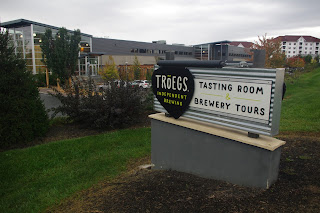 TRöEGS
INDEPENDENT
BREWING
TASTING ROOM
&
BREWERY TOURS